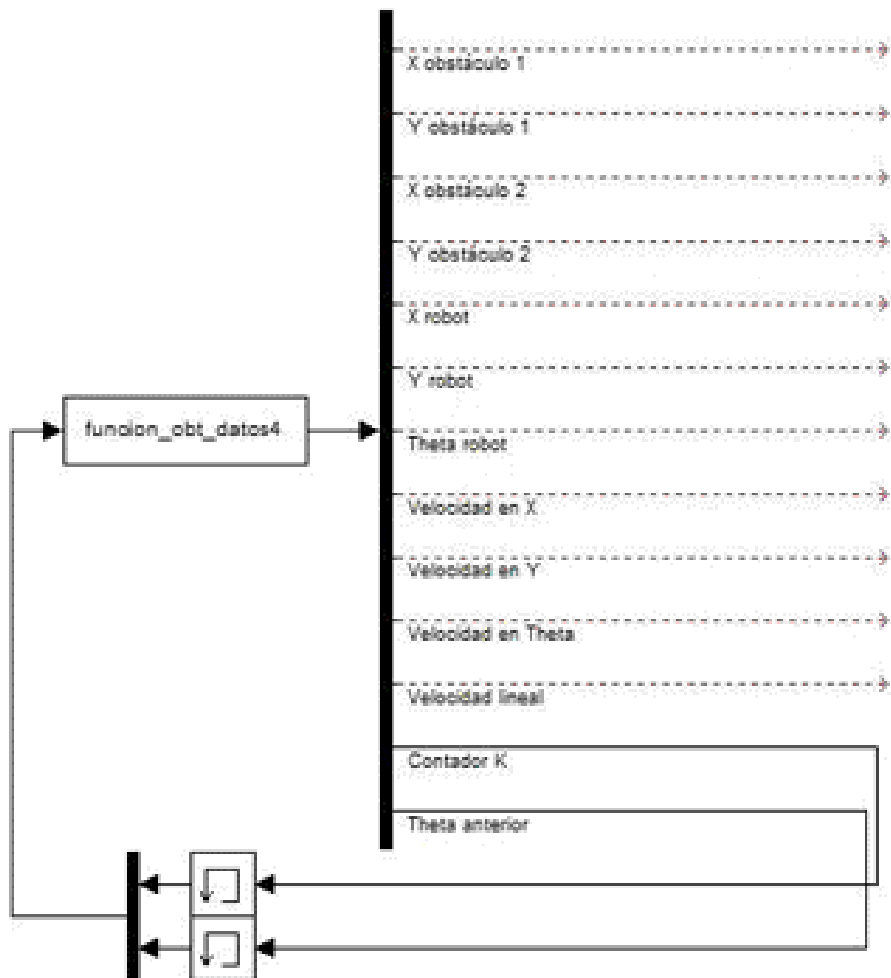 X obstáculo 1
Y obstáculo 1
X obstáculo 2
Y obstáculo 2
X robot
Y robot
funcion_obt_datos4
Theta robot
Velocidad en X
Velocidad en Y
Velocidad en Theta
Velocidad lineal
Contador K
Theta anterior